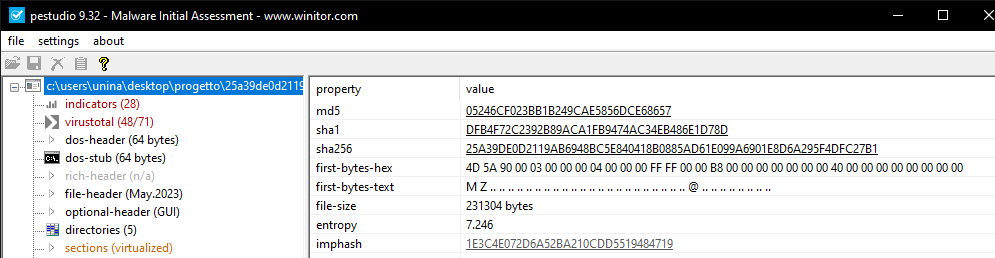 pestudio 9.32 - Malware Initial Assessment - www.winitor.com
file settings about
c:\users\unina\desktop\progetto\25a39de0d2119
indicators (28)
virustotal (48/71)
dos-header (64 bytes)
dos-stub (64 bytes)
rich-header (n/a)
file-header (May.2023)
optional-header (GUI)
directories (5)
sections (virtualized)
property value
md5 05246CF023BB1B249CAE5856DCE68657
sha1 DFB4F72C2392B89ACA1FB9474AC34EB486E1D78D
sha256 25A39DE0D2119AB6948BC5E840418B0885AD61E099A6901E8D6A295F4DFC27B1
first-bytes-hex 4D 5A 90 00 03 00 00 00 04 00 00 00 FF FF 00 00 B8 00 00 00 00 00 00 00 40 00 00 00 00 00 00 00
first-bytes-text M Z .. .. .. .. .. .. .. .. .. .. .. .. .. .. .. .. .. .. .. .. .. .. @ .. .. .. .. .. .. ..
file-size 231304 bytes
entropy 7.246
imphash 1E3C4E072D6A52BA210CDD5519484719